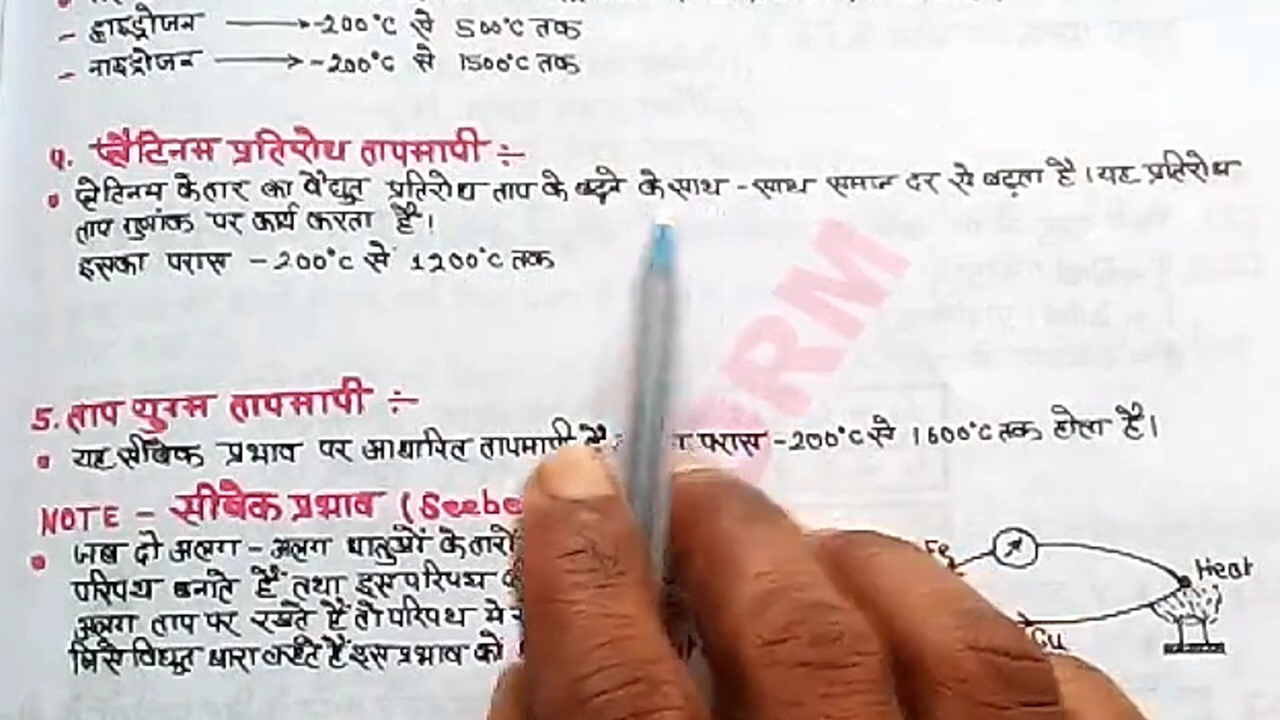 - हाइड्रोजन → -200°C से 500°C तक
- नाइट्रोजन → -200°C से 1500°C तक
4. प्लैटिनम प्रतिरोध तापमापी :-
• प्लेटिनम के तार का वैद्युत प्रतिरोध ताप के बढ़ने के साथ - साथ समान दर से बढ़ता है। यह प्रतिरोध
ताप गुणांक पर कार्य करता है।
इसका परास -200°C से 1200°C तक
5. ताप युग्म तापमापी :-
• यह सीबेक प्रभाव पर आधारित तापमापी है परास -200°C से 1600°C तक होता है।
NOTE - सीबेक प्रभाव (Seebe
• जब दो अलग - अलग धातुओं के तारों
परिपथ बनाते हैं तथा इस परिपथ
अलग ताप पर रखते हैं तो परिपथ मे
जिसे विद्युत धारा कहते हैं इस प्रभाव को
Fe
Heat
Cu
RM